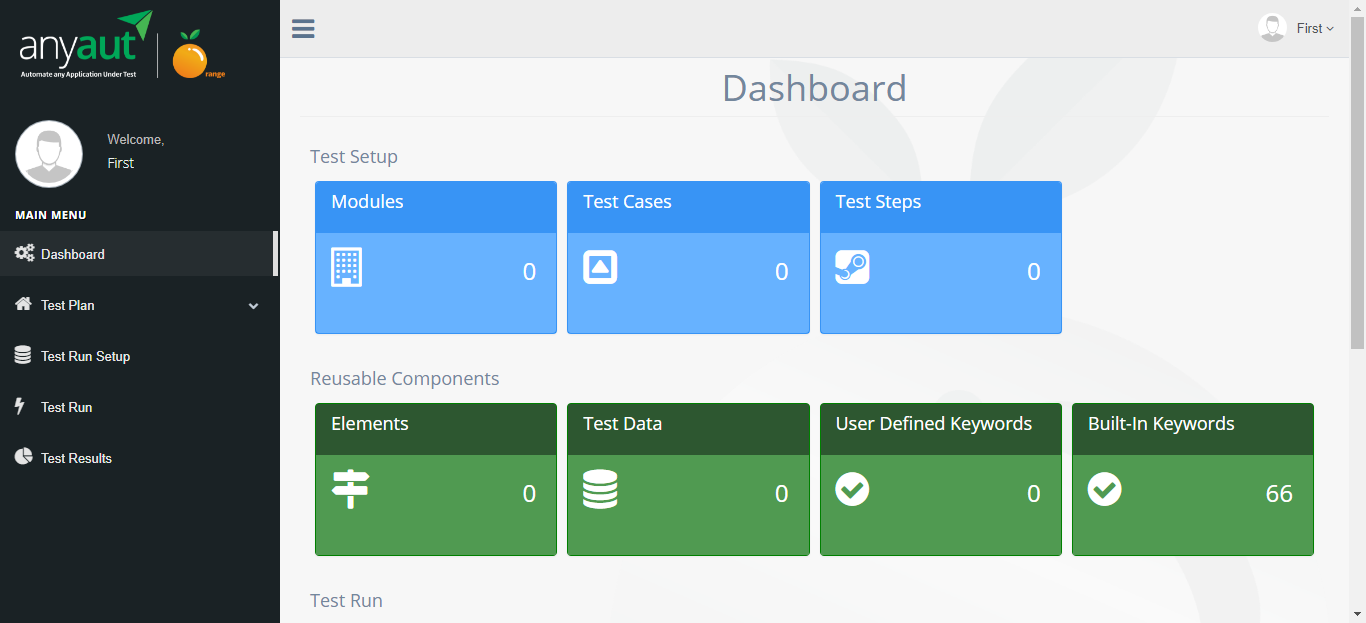 anyaut
Automate any Application Under Test
range
First
Welcome,
First
MAIN MENU
Dashboard
Test Plan
Test Run Setup
Test Run
Test Results
Dashboard
Test Setup
Modules
0
Test Cases
0
Test Steps
0
Reusable Components
Elements
0
Test Data
0
User Defined Keywords
0
Built-In Keywords
66
Test Run